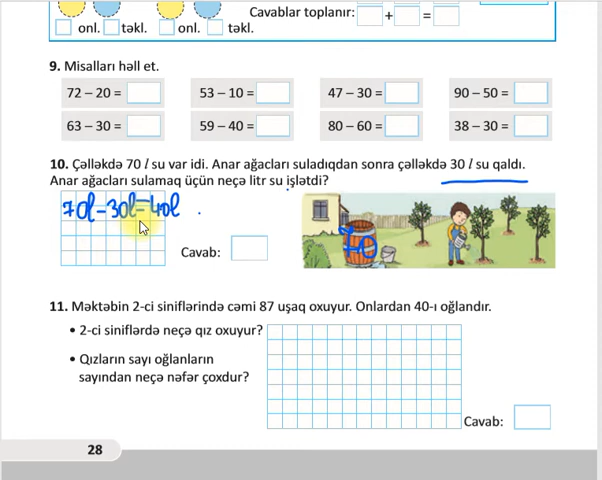 Cavablar toplanır: + =
onl. təkl. onl. təkl.
9. Misalları həll et.
72 – 20 = 53 – 10 = 47 – 30 = 90 – 50 =
63 – 30 = 59 – 40 = 80 – 60 = 38 – 30 =
10. Çəlləkdə 70 l su var idi. Anar ağacları suladıqdan sonra çəlləkdə 30 l su qaldı.
Anar ağacları sulamaq üçün neçə litr su işlətdi?
70l – 30l = 40l
70
Cavab:
11. Məktəbin 2-ci siniflərində cəmi 87 uşaq oxuyur. Onlardan 40-ı oğlandır.
• 2-ci siniflərdə neçə qız oxuyur?
• Qızların sayı oğlanların
sayından neçə nəfər çoxdur?
Cavab:
28